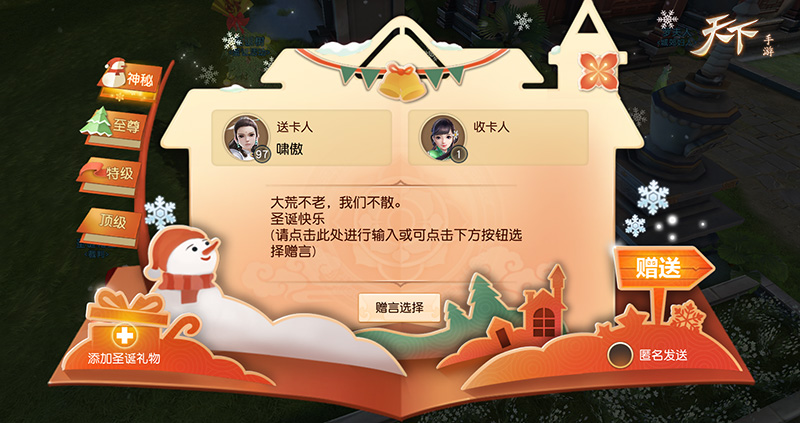 天下
手游
神秘
至尊
特级
顶级
送卡人
收卡人
97
啸傲
1
大荒不老，我们不散。
圣诞快乐
(请点击此处进行输入或可点击下方按钮选
择赠言)
赠送
赠言选择
添加圣诞礼物
匿名发送